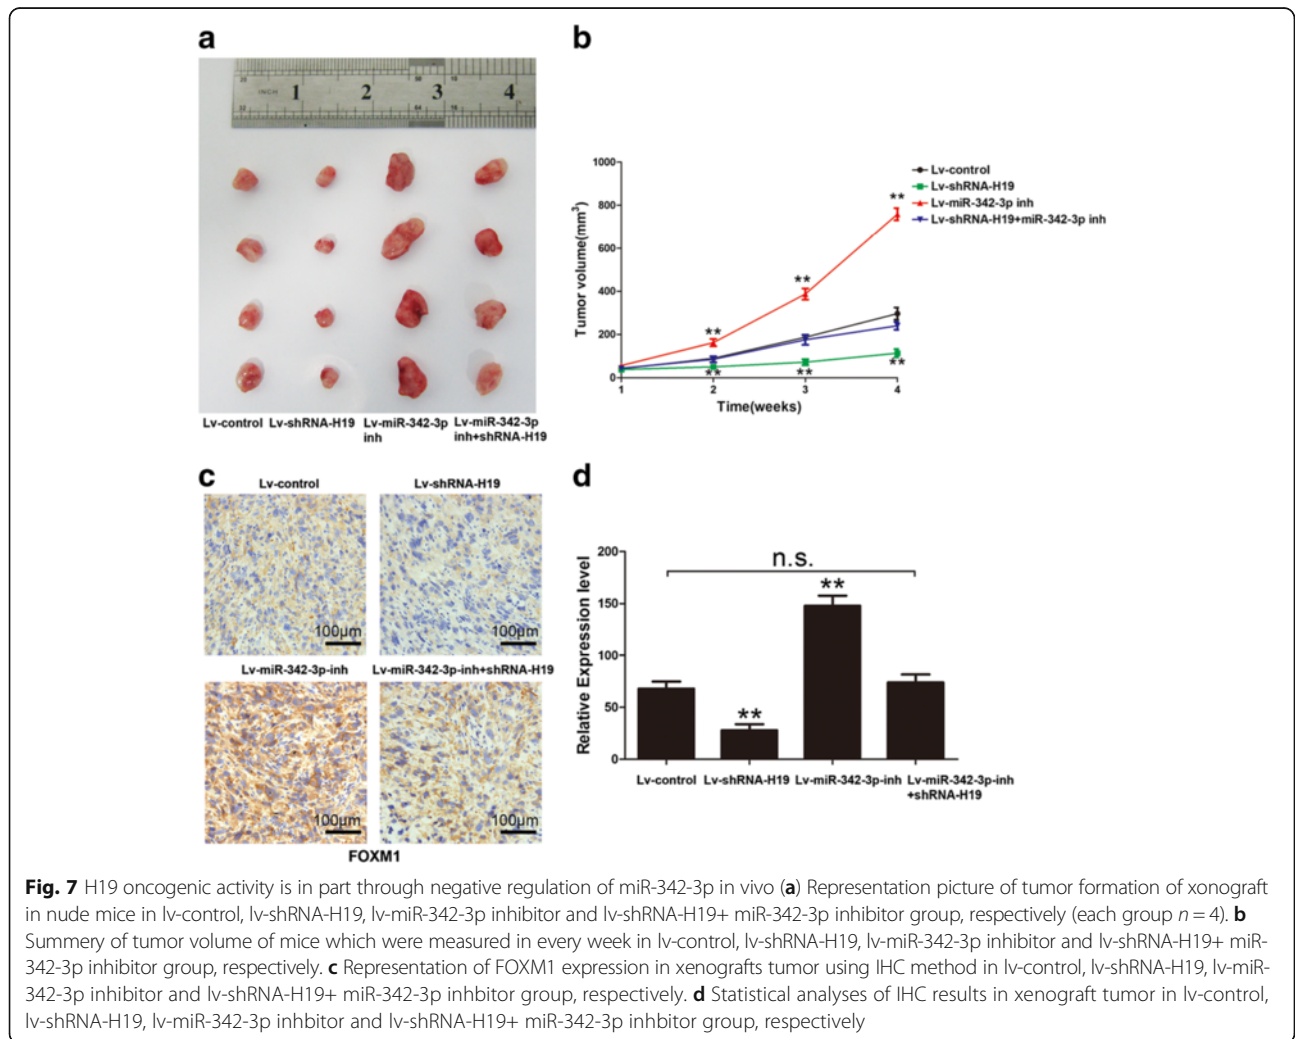 a
INCH 1 2 3 4
Lv-control Lv-shRNA-H19 Lv-miR-342-3p inh Lv-miR-342-3p inh+shRNA-H19
b
1000
800
600
400
200
0
Tumor volume(mm³)
1 2 3 4
Time(weeks)
Lv-control
Lv-shRNA-H19
Lv-miR-342-3p inh
Lv-shRNA-H19+miR-342-3p inh
**
**
**
** ** **
c
Lv-control Lv-shRNA-H19
100μm 100μm
Lv-miR-342-3p-inh Lv-miR-342-3p-inh+shRNA-H19
100μm 100μm
FOXM1
d
200
150
100
50
0
Relative Expression level
n.s.
**
**
Lv-control Lv-shRNA-H19 Lv-miR-342-3p-inh Lv-miR-342-3p-inh
+shRNA-H19
Fig. 7 H19 oncogenic activity is in part through negative regulation of miR-342-3p in vivo (a) Representation picture of tumor formation of xonograft
in nude mice in lv-control, lv-shRNA-H19, lv-miR-342-3p inhibitor and lv-shRNA-H19+ miR-342-3p inhibitor group, respectively (each group n = 4). b
Summery of tumor volume of mice which were measured in every week in lv-control, lv-shRNA-H19, lv-miR-342-3p inhibitor and lv-shRNA-H19+ miR-
342-3p inhibitor group, respectively. c Representation of FOXM1 expression in xenografts tumor using IHC method in lv-control, lv-shRNA-H19, lv-miR-
342-3p inhibitor and lv-shRNA-H19+ miR-342-3p inhbitor group, respectively. d Statistical analyses of IHC results in xenograft tumor in lv-control,
lv-shRNA-H19, lv-miR-342-3p inhbitor and lv-shRNA-H19+ miR-342-3p inhbitor group, respectively